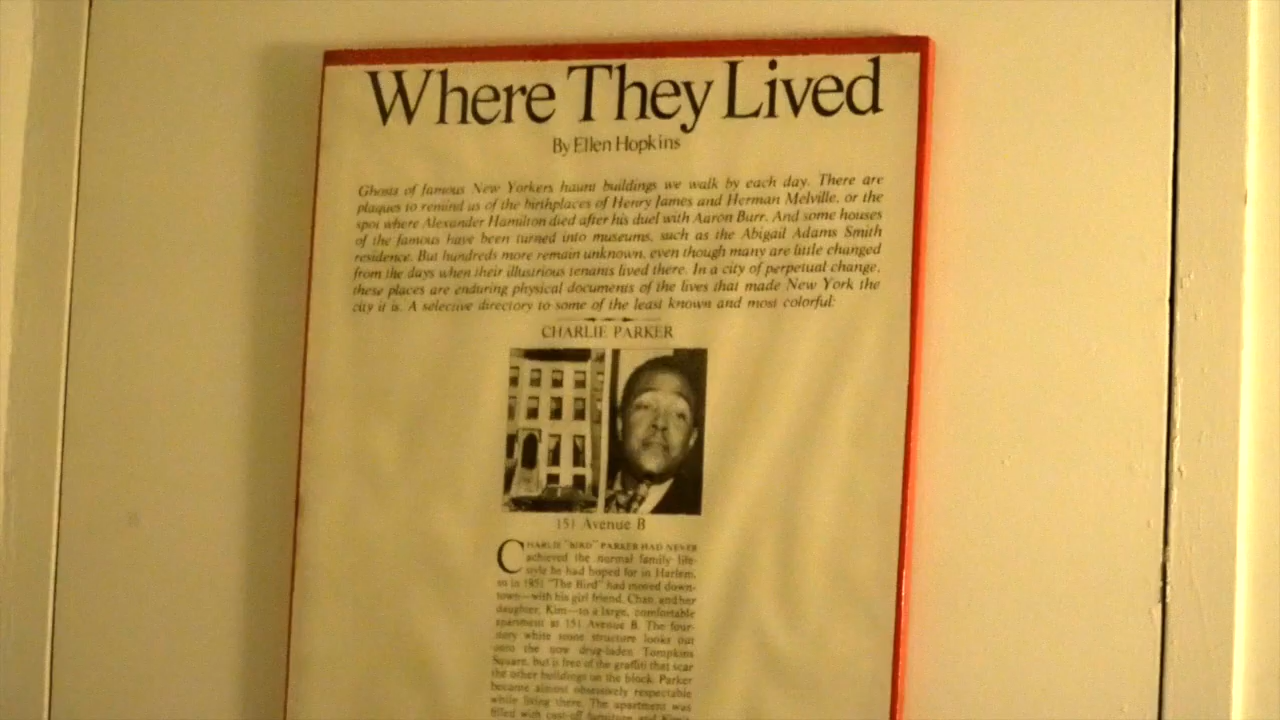 Where They Lived
By Ellen Hopkins
Ghosts of famous New Yorkers haunt buildings we walk by each day. There are
plaques to remind us of the birthplaces of Henry James and Herman Melville, or the
spot where Alexander Hamilton died after his duel with Aaron Burr. And some houses
of the famous have been turned into museums, such as the Abigail Adams Smith
residence. But hundreds more remain unknown, even though many are little changed
from the days when their illustrious tenants lived there. In a city of perpetual change,
these places are enduring physical documents of the lives that made New York the
city it is. A selective directory to some of the least known and most colorful:
CHARLIE PARKER
151 Avenue B
CHARLIE "BIRD" PARKER HAD NEVER
achieved the normal family life-
style he had hoped for in Harlem,
so in 1951 "The Bird" had moved down-
town—with his girl friend, Chan, and her
daughter, Kim—to a large, comfortable
apartment at 151 Avenue B. The four-
story white stone structure looks out
onto the now drug-laden Tompkins
Square, but is free of the graffiti that scar
the other buildings on the block. Parker
became almost obsessively respectable
while living there. The apartment was
filled with cast-off furniture and Kim's